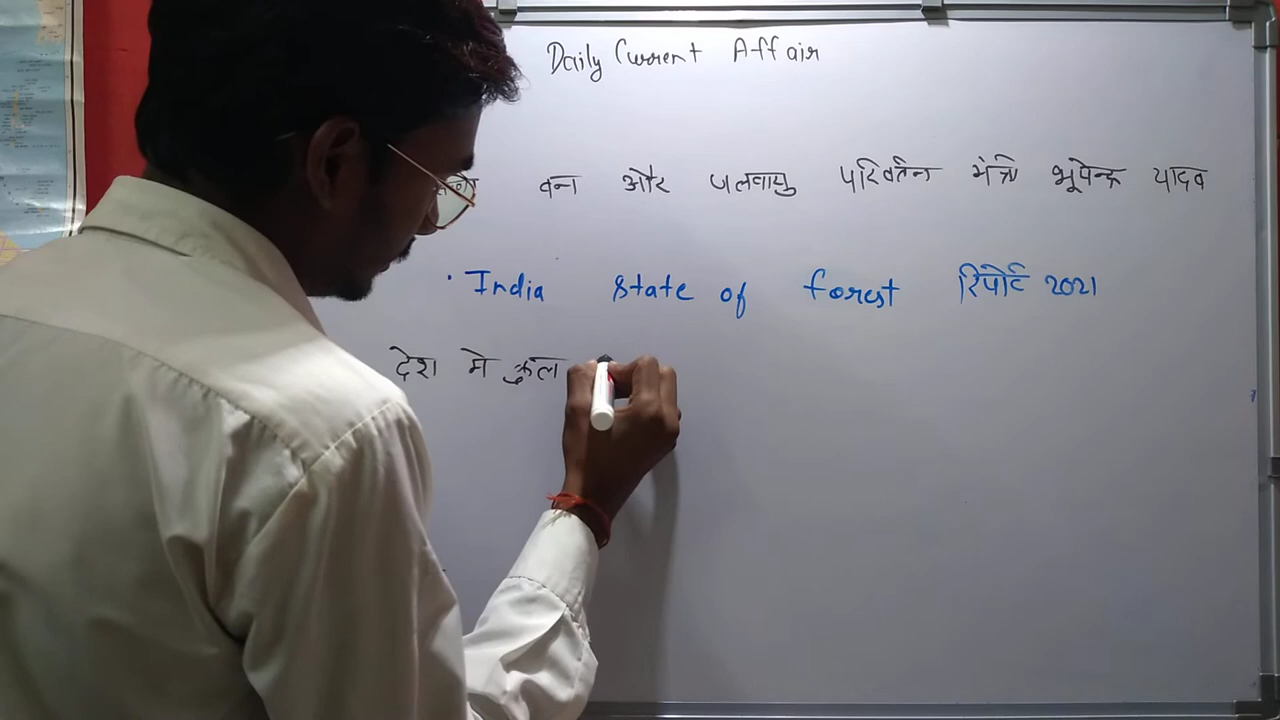 Daily Current Affair
वन और जलवायु परिवर्तन मंत्रि भूपेन्द्र यादव
· India state of forest रिपोर्ट 2021
देश मे कुल